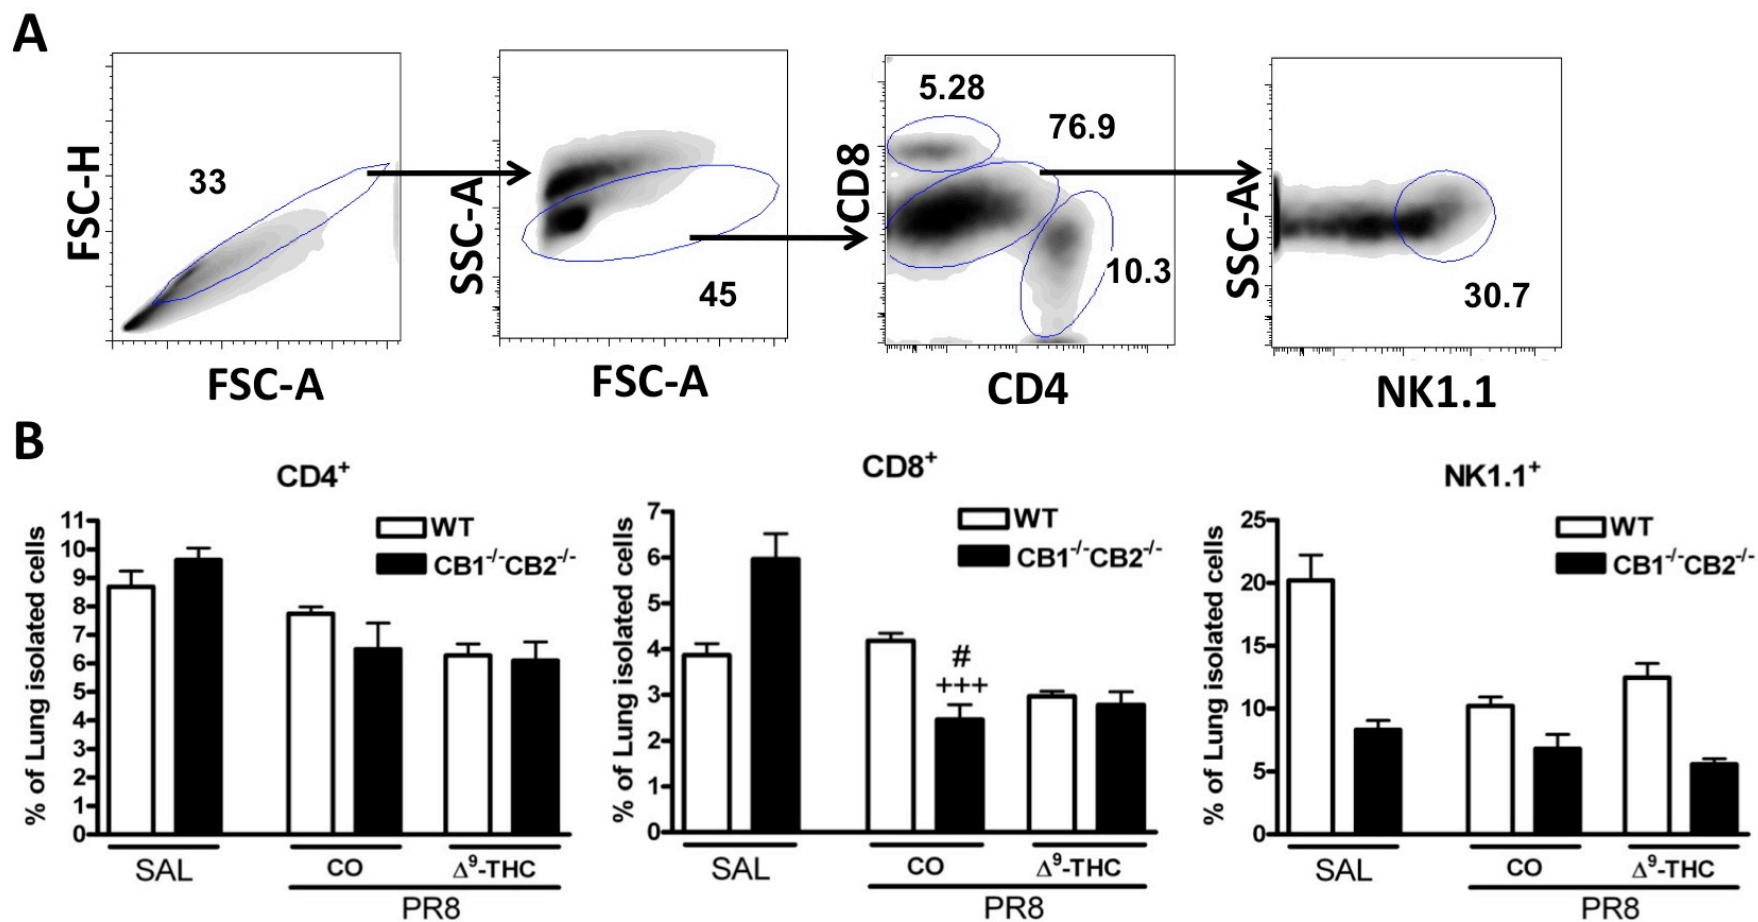 A
FSC-H
33
FSC-A
SSC-A
45
FSC-A
CD8
5.28
76.9
10.3
CD4
SSC-A
30.7
NK1.1
B
CD4⁺
% of Lung isolated cells
11
10
9
8
7
6
5
4
3
2
1
0
WT
CB1⁻/⁻CB2⁻/⁻
SAL
CO
Δ⁹-THC
PR8
CD8⁺
% of Lung isolated cells
7
6
5
4
3
2
1
0
WT
CB1⁻/⁻CB2⁻/⁻
#
+++
SAL
CO
Δ⁹-THC
PR8
NK1.1⁺
% of Lung isolated cells
25
20
15
10
5
0
WT
CB1⁻/⁻CB2⁻/⁻
SAL
CO
Δ⁹-THC
PR8